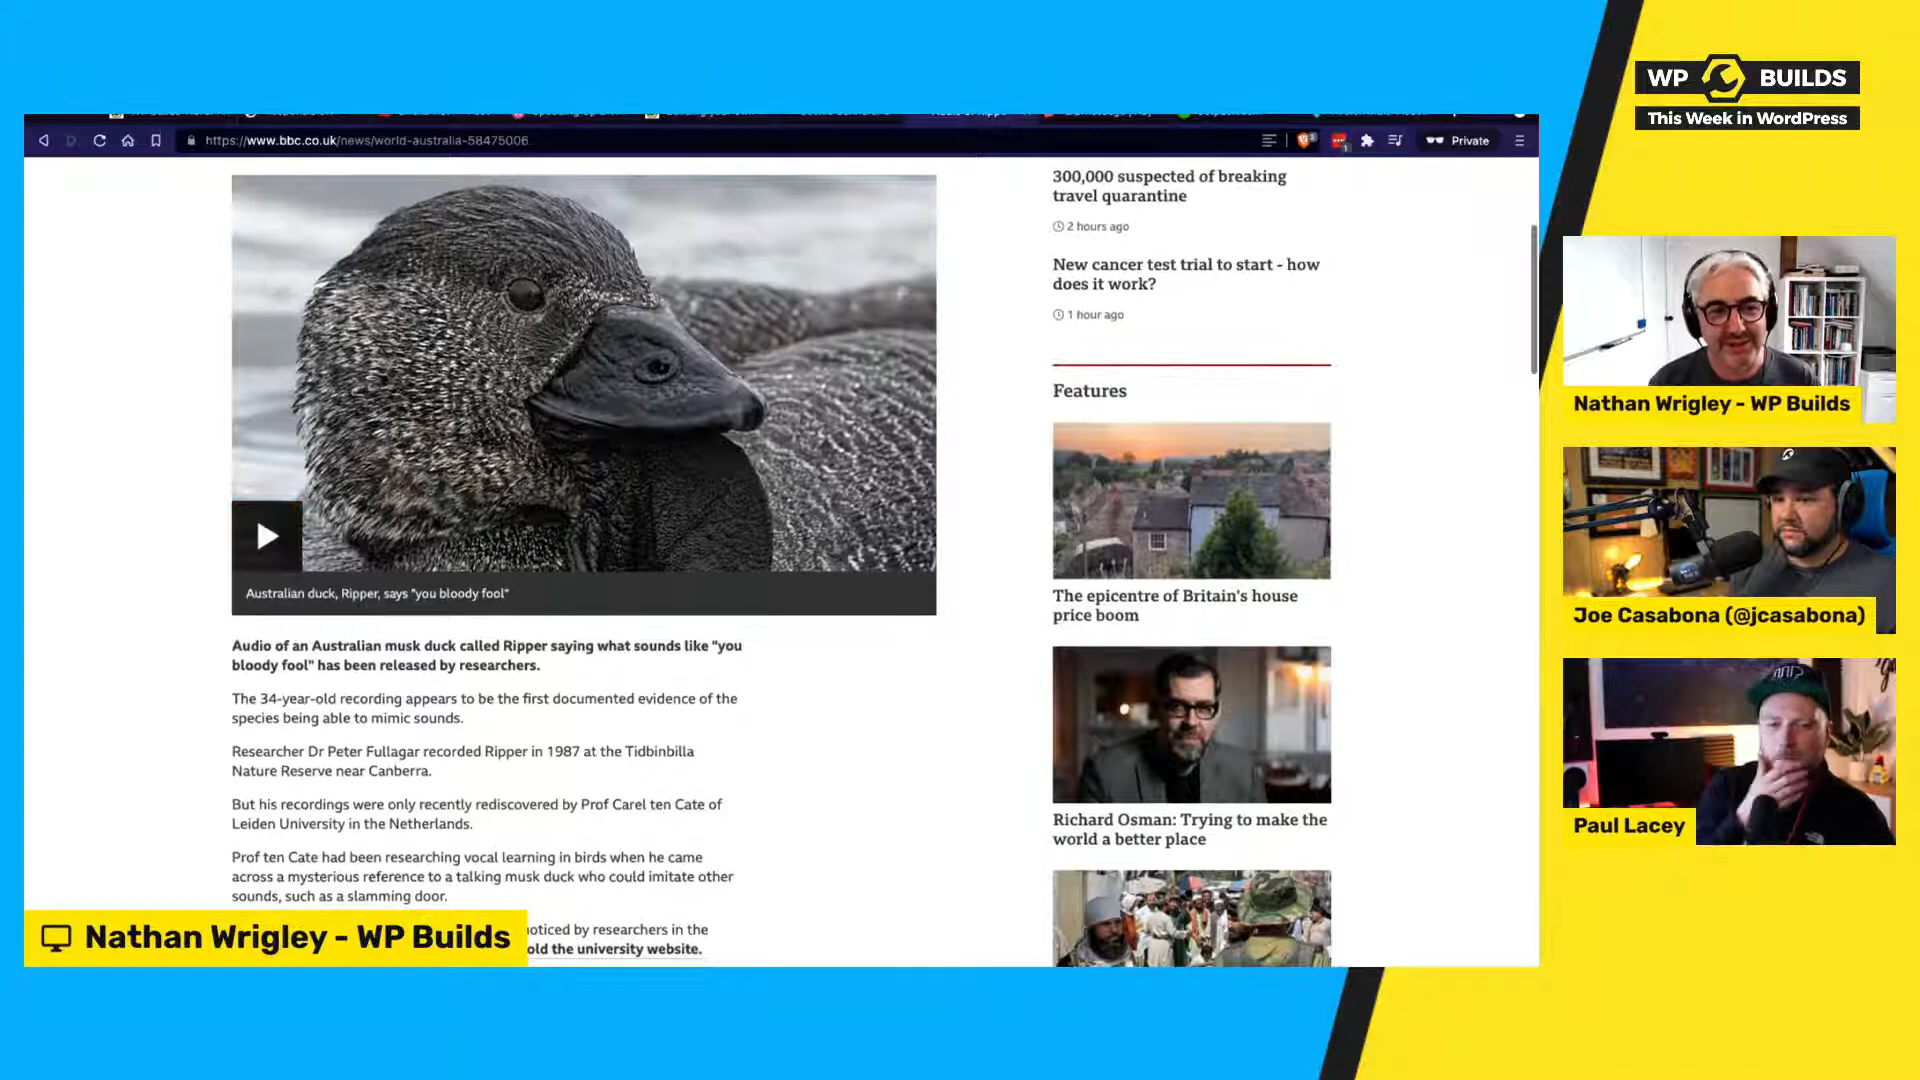 WP BUILDS
This Week in WordPress
https://www.bbc.co.uk/news/world-australia-58475006
Private
300,000 suspected of breaking
travel quarantine
2 hours ago
New cancer test trial to start - how
does it work?
1 hour ago
Features
The epicentre of Britain's house
price boom
Richard Osman: Trying to make the
world a better place
Australian duck, Ripper, says "you bloody fool"
Audio of an Australian musk duck called Ripper saying what sounds like "you
bloody fool" has been released by researchers.
The 34-year-old recording appears to be the first documented evidence of the
species being able to mimic sounds.
Researcher Dr Peter Fullagar recorded Ripper in 1987 at the Tidbinbilla
Nature Reserve near Canberra.
But his recordings were only recently rediscovered by Prof Carel ten Cate of
Leiden University in the Netherlands.
Prof ten Cate had been researching vocal learning in birds when he came
across a mysterious reference to a talking musk duck who could imitate other
sounds, such as a slamming door.
noticed by researchers in the
old the university website.
Nathan Wrigley - WP Builds
Nathan Wrigley - WP Builds
Joe Casabona (@jcasabona)
Paul Lacey